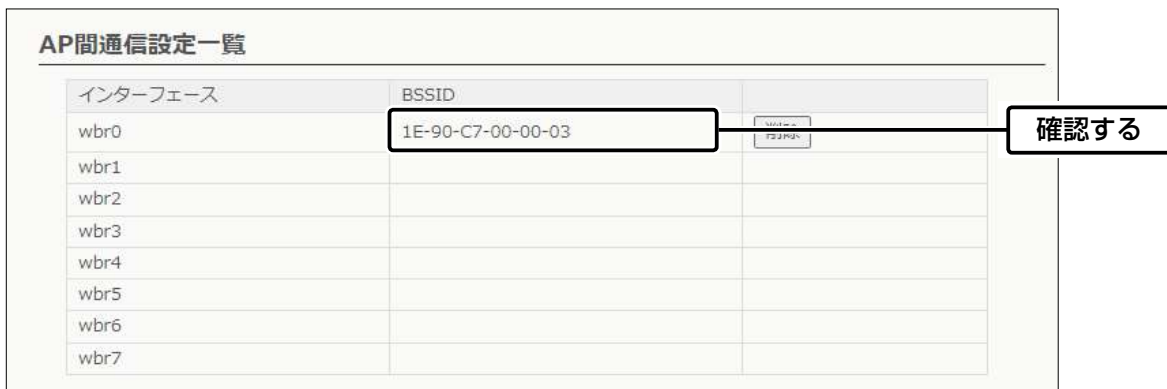 AP間通信設定一覧
インターフェース BSSID
wbr0 1E-90-C7-00-00-03 削除 確認する
wbr1
wbr2
wbr3
wbr4
wbr5
wbr6
wbr7